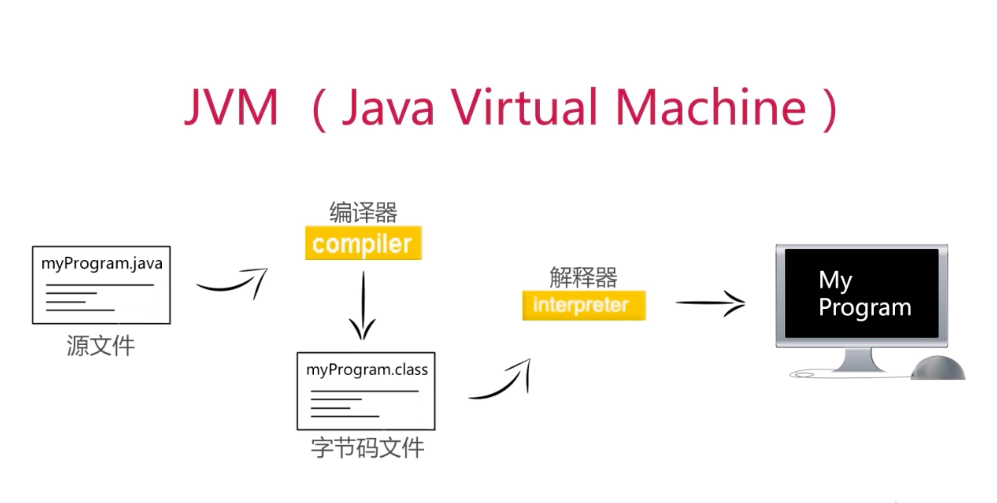 JVM （Java Virtual Machine）
myProgram.java
源文件
编译器
compiler
myProgram.class
字节码文件
解释器
interpreter
My
Program